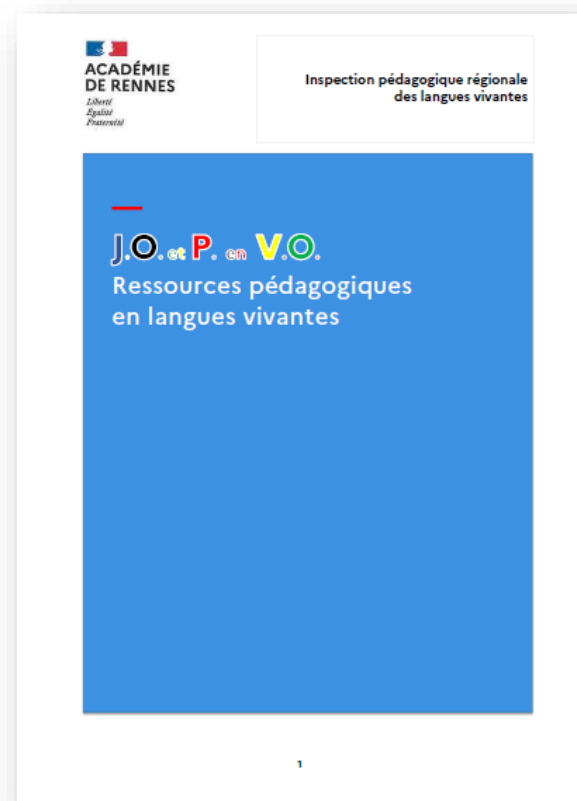 ACADÉMIE
DE RENNES
Liberté
Égalité
Fraternité
Inspection pédagogique régionale
des langues vivantes
J.O. et P. en V.O.
Ressources pédagogiques
en langues vivantes
1